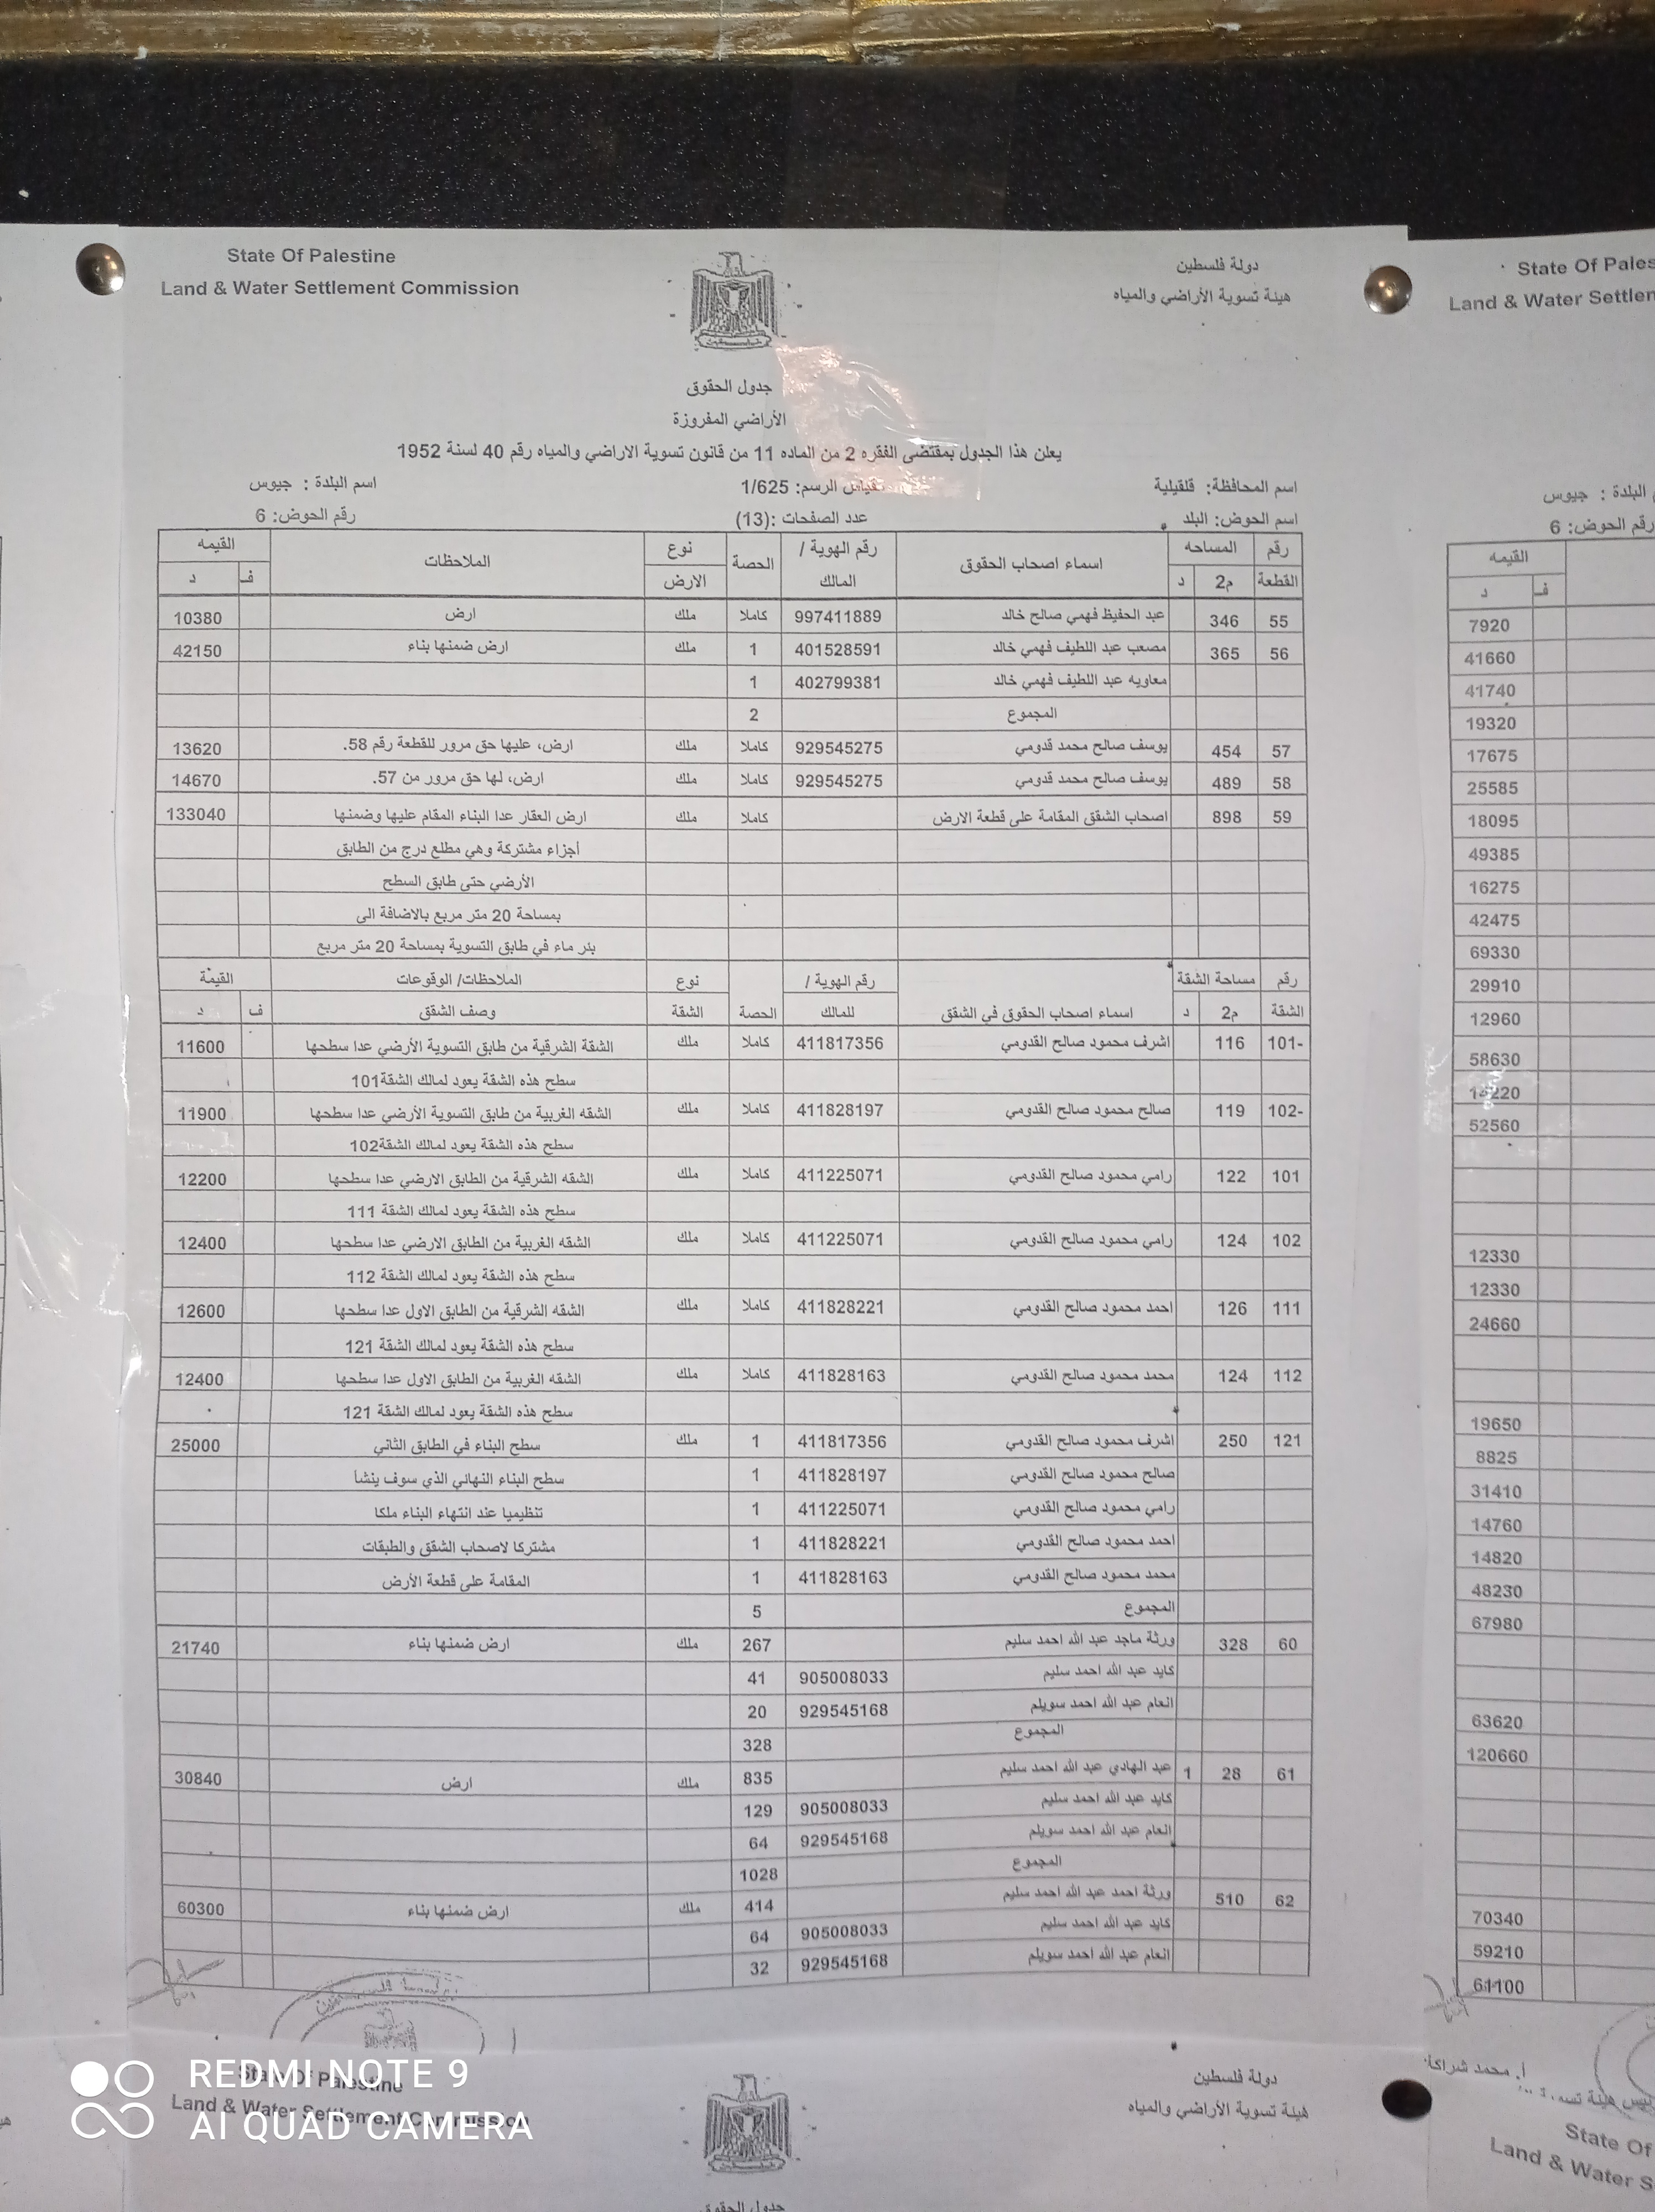 State Of Palestine
Land & Water Settlement Commission
دولة فلسطين
هيئة تسوية الأراضي والمياه
جدول الحقوق
الأراضي المفروزة
يعلن هذا الجدول بمقتضى الفقره 2 من الماده 11 من قانون تسوية الاراضي والمياه رقم 40 لسنة 1952
اسم المحافظة: قلقيلية مقياس الرسم: 1/625 اسم البلدة : جيوس
اسم الحوض: البلد عدد الصفحات :(13) رقم الحوض: 6
رقم القطعة المساحه م2 د اسماء اصحاب الحقوق رقم الهوية / المالك الحصة نوع الارض الملاحظات القيمه ف د
55 346 عبد الحفيظ فهمي صالح خالد 997411889 كاملا ملك ارض 10380
56 365 مصعب عبد اللطيف فهمي خالد 401528591 1 ملك ارض ضمنها بناء 42150
معاويه عبد اللطيف فهمي خالد 402799381 1
المجموع 2
57 454 يوسف صالح محمد قدومي 929545275 كاملا ملك ارض، عليها حق مرور للقطعة رقم 58. 13620
58 489 يوسف صالح محمد قدومي 929545275 كاملا ملك ارض، لها حق مرور من 57. 14670
59 898 اصحاب الشقق المقامة على قطعة الارض كاملا ملك ارض العقار عدا البناء المقام عليها وضمنها 133040
أجزاء مشتركة وهي مطلع درج من الطابق
الأرضي حتى طابق السطح
بمساحة 20 متر مربع بالاضافة الى
بئر ماء في طابق التسوية بمساحة 20 متر مربع
رقم الشقة مساحة الشقة م2 د اسماء اصحاب الحقوق في الشقق رقم الهوية / للمالك الحصة نوع الشقة الملاحظات/ الوقوعات وصف الشقق القيمة ف د
101- 116 اشرف محمود صالح القدومي 411817356 كاملا ملك الشقة الشرقية من طابق التسوية الأرضي عدا سطحها 11600
سطح هذه الشقة يعود لمالك الشقة101
102- 119 صالح محمود صالح القدومي 411828197 كاملا ملك الشقه الغربية من طابق التسوية الأرضي عدا سطحها 11900
سطح هذه الشقة يعود لمالك الشقة102
101 122 رامي محمود صالح القدومي 411225071 كاملا ملك الشقه الشرقية من الطابق الارضي عدا سطحها 12200
سطح هذه الشقة يعود لمالك الشقة 111
102 124 رامي محمود صالح القدومي 411225071 كاملا ملك الشقه الغربية من الطابق الارضي عدا سطحها 12400
سطح هذه الشقة يعود لمالك الشقة 112
111 126 احمد محمود صالح القدومي 411828221 كاملا ملك الشقه الشرقية من الطابق الاول عدا سطحها 12600
سطح هذه الشقة يعود لمالك الشقة 121
112 124 محمد محمود صالح القدومي 411828163 كاملا ملك الشقه الغربية من الطابق الاول عدا سطحها 12400
سطح هذه الشقة يعود لمالك الشقة 121
121 250 اشرف محمود صالح القدومي 411817356 1 ملك سطح البناء في الطابق الثاني 25000
صالح محمود صالح القدومي 411828197 1 سطح البناء النهائي الذي سوف ينشأ
رامي محمود صالح القدومي 411225071 1 تنظيميا عند انتهاء البناء ملكا
احمد محمود صالح القدومي 411828221 1 مشتركا لاصحاب الشقق والطبقات
محمد محمود صالح القدومي 411828163 1 المقامة على قطعة الأرض
المجموع 5
60 328 ورثة ماجد عبد الله احمد سليم 267 ملك ارض ضمنها بناء 21740
كايد عبد الله احمد سليم 905008033 41
انعام عبد الله احمد سويلم 929545168 20
المجموع 328
61 28 1 عبد الهادي عبد الله احمد سليم 835 ملك ارض 30840
كايد عبد الله احمد سليم 905008033 129
انعام عبد الله احمد سويلم 929545168 64
المجموع 1028
62 510 ورثة احمد عبد الله احمد سليم 414 ملك ارض ضمنها بناء 60300
كايد عبد الله احمد سليم 905008033 64
انعام عبد الله احمد سويلم 929545168 32
State Of Palestine
Land & Water Settlement Commission
دولة فلسطين
هيئة تسوية الأراضي والمياه
جدول الحقوق
REDMI NOTE 9
AI QUAD CAMERA
State Of Pales
Land & Water Settlen
البلدة : جيوس
رقم الحوض: 6
القيمه
ف د
7920
41660
41740
19320
17675
25585
18095
49385
16275
42475
69330
29910
12960
58630
52560
12330
12330
24660
19650
8825
31410
14760
14820
48230
67980
63620
120660
70340
59210
61100
أ. محمد شراكة
State Of
Land & Water S